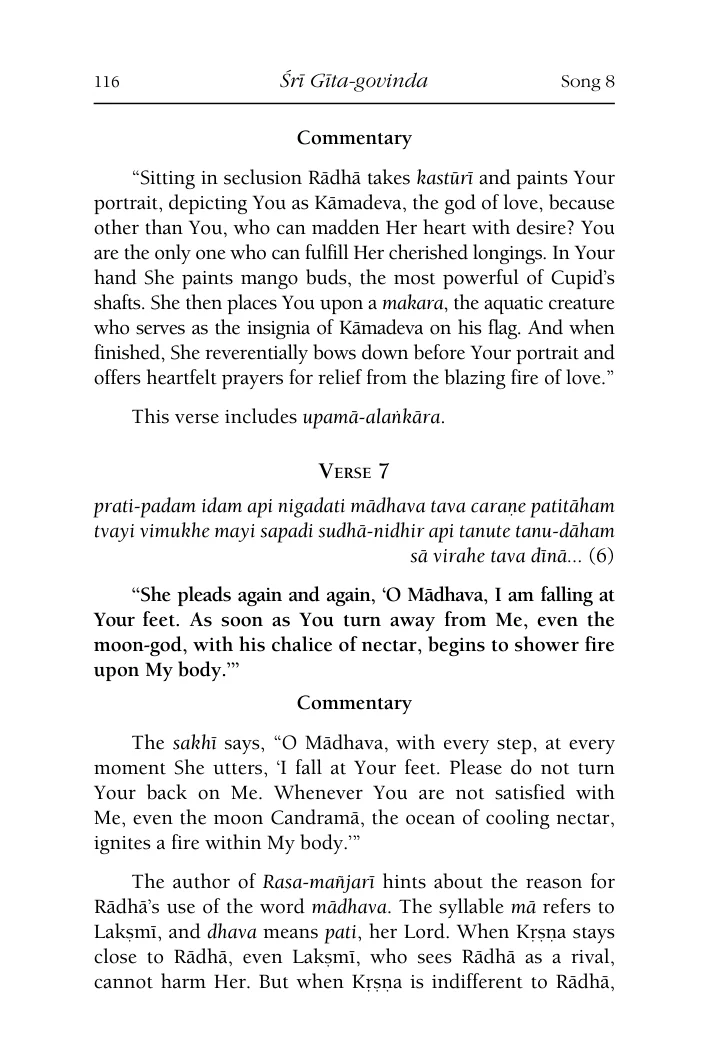 116 Śrī Gīta-govinda Song 8
Commentary
“Sitting in seclusion Rādhā takes kastūrī and paints Your
portrait, depicting You as Kāmadeva, the god of love, because
other than You, who can madden Her heart with desire? You
are the only one who can fulfill Her cherished longings. In Your
hand She paints mango buds, the most powerful of Cupid’s
shafts. She then places You upon a makara, the aquatic creature
who serves as the insignia of Kāmadeva on his flag. And when
finished, She reverentially bows down before Your portrait and
offers heartfelt prayers for relief from the blazing fire of love.”
This verse includes upamā-alaṅkāra.
Verse 7
prati-padam idam api nigadati mādhava tava caraṇe patitāham
tvayi vimukhe mayi sapadi sudhā-nidhir api tanute tanu-dāham
sā virahe tava dīnā... (6)
“She pleads again and again, ‘O Mādhava, I am falling at
Your feet. As soon as You turn away from Me, even the
moon-god, with his chalice of nectar, begins to shower fire
upon My body.’”
Commentary
The sakhī says, “O Mādhava, with every step, at every
moment She utters, ‘I fall at Your feet. Please do not turn
Your back on Me. Whenever You are not satisfied with
Me, even the moon Candramā, the ocean of cooling nectar,
ignites a fire within My body.’”
The author of Rasa-mañjarī hints about the reason for
Rādhā’s use of the word mādhava. The syllable mā refers to
Lakṣmī, and dhava means pati, her Lord. When Kṛṣṇa stays
close to Rādhā, even Lakṣmī, who sees Rādhā as a rival,
cannot harm Her. But when Kṛṣṇa is indifferent to Rādhā,